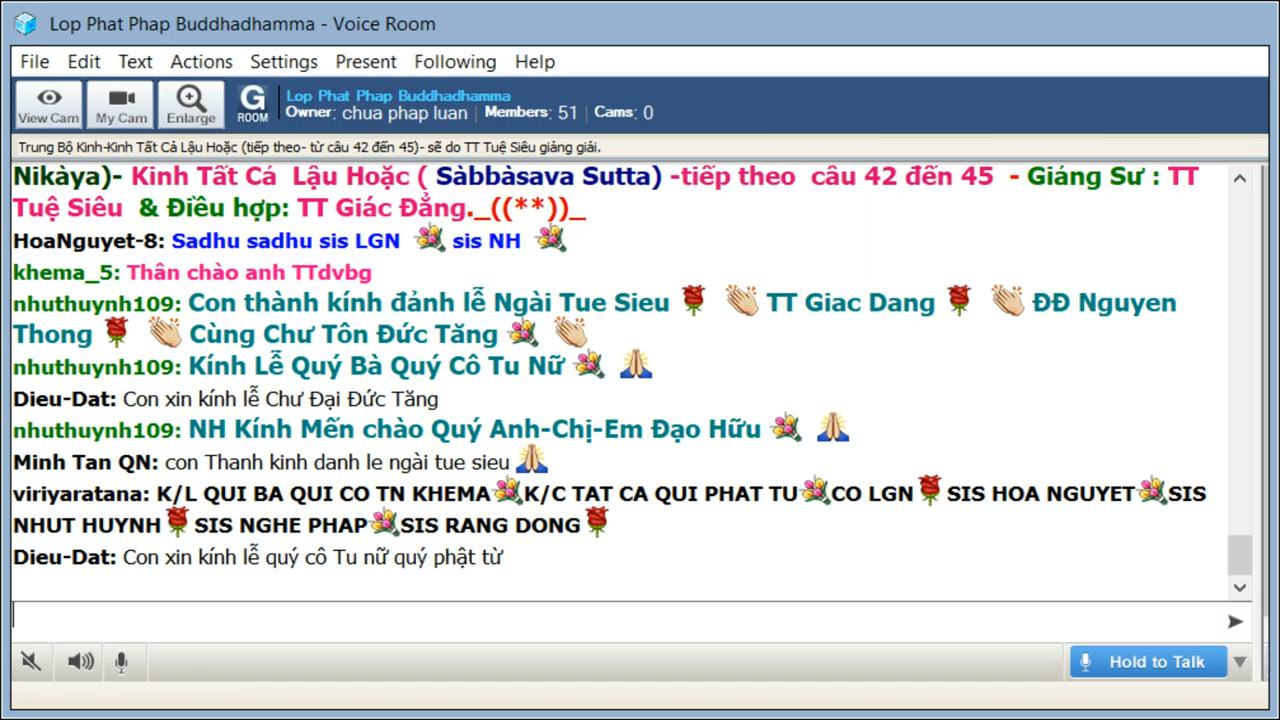 Lop Phat Phap Buddhadhamma - Voice Room
File Edit Text Actions Settings Present Following Help
View Cam My Cam Enlarge G ROOM Lop Phat Phap Buddhadhamma
Owner: chua phap luan | Members: 51 | Cams: 0
Trung Bộ Kinh-Kinh Tất Cả Lậu Hoặc (tiếp theo- từ câu 42 đến 45)- sẽ do TT Tuệ Siêu giảng giải.
Nikàya)- Kinh Tất Cả Lậu Hoặc ( Sàbbàsava Sutta) -tiếp theo câu 42 đến 45 - Giảng Sư : TT
Tuệ Siêu & Điều hợp: TT Giác Đẳng._((**))_
HoaNguyet-8: Sadhu sadhu sis LGN 💐 sis NH 💐
khema_5: Thân chào anh TTdvbg
nhuthuynh109: Con thành kính đảnh lễ Ngài Tue Sieu 🌹 👏 TT Giac Dang 🌹 👏 ĐĐ Nguyen
Thong 🌹 👏 Cùng Chư Tôn Đức Tăng 💐 👏
nhuthuynh109: Kính Lễ Quý Bà Quý Cô Tu Nữ 💐 🙏
Dieu-Dat: Con xin kính lễ Chư Đại Đức Tăng
nhuthuynh109: NH Kính Mến chào Quý Anh-Chị-Em Đạo Hữu 💐 🙏
Minh Tan QN: con Thanh kinh danh le ngài tue sieu 🙏
viriyaratana: K/L QUI BA QUI CO TN KHEMA💐K/C TAT CA QUI PHAT TU💐CO LGN🌹SIS HOA NGUYET💐SIS
NHUT HUYNH🌹SIS NGHE PHAP💐SIS RANG DONG🌹
Dieu-Dat: Con xin kính lễ quý cô Tu nữ quý phật từ
Hold to Talk